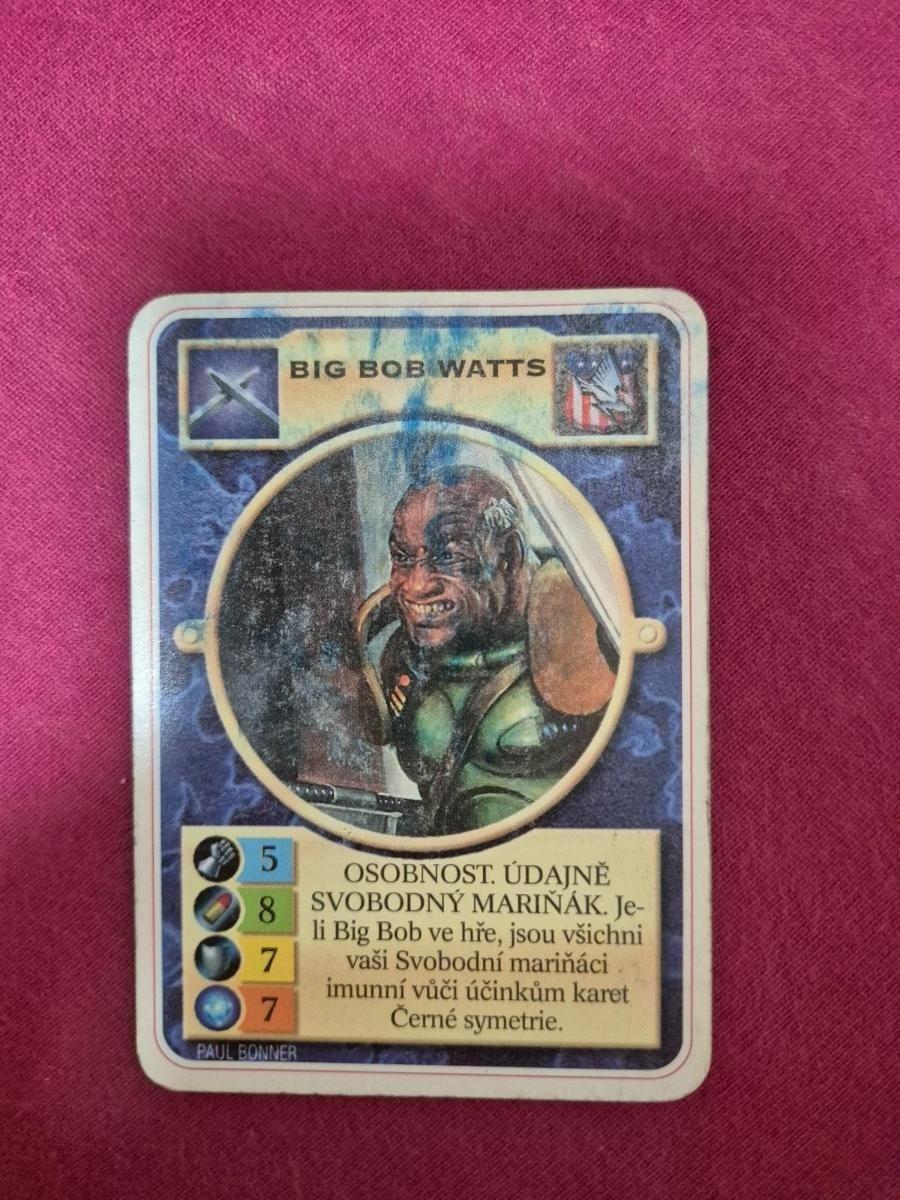 BIG BOB WATTS
5
8
7
7
OSOBNOST. ÚDAJNĚ
SVOBODNÝ MARIŇÁK. Je-
li Big Bob ve hře, jsou všichni
vaši Svobodní mariňáci
imunní vůči účinkům karet
Černé symetrie.
PAUL BONNER